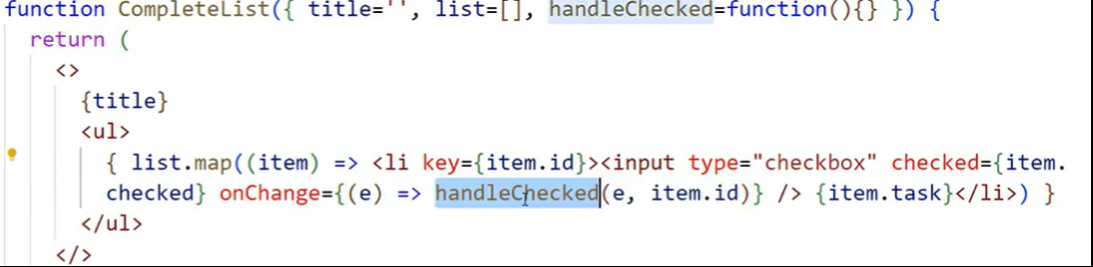 function CompleteList({ title='', list=[], handleChecked=function(){} }) {
return (
<>
{title}
<ul>
{ list.map((item) => <li key={item.id}><input type="checkbox" checked={item.
checked} onChange={(e) => handleChecked(e, item.id)} /> {item.task}</li>) }
</ul>
</>